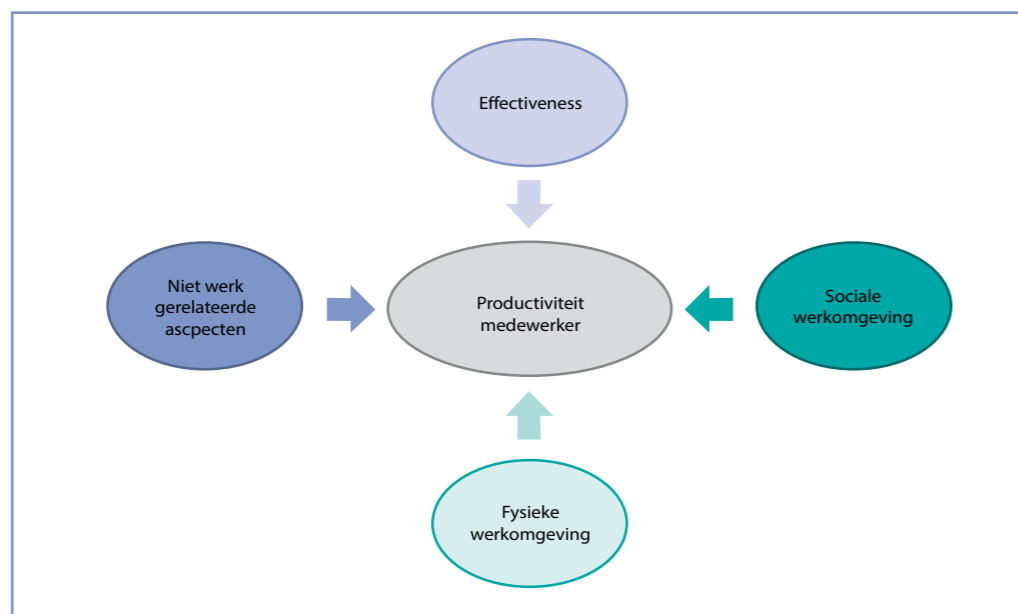 Effectiveness
Niet werk
gerelateerde
ascpecten
Productiviteit
medewerker
Sociale
werkomgeving
Fysieke
werkomgeving